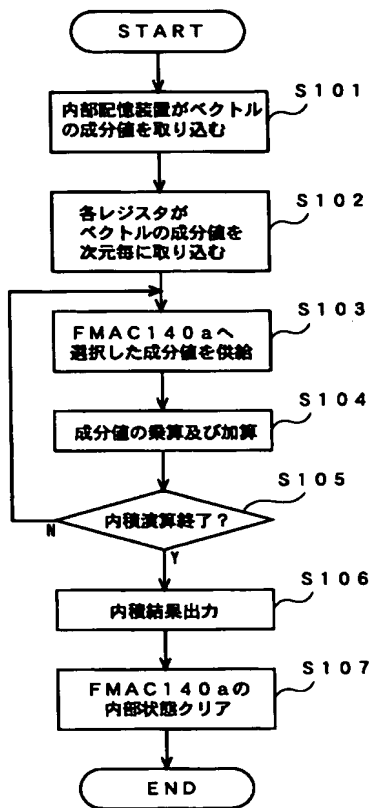 ＳＴＡＲＴ
Ｓ１０１
内部記憶装置がベクトル
の成分値を取り込む
Ｓ１０２
各レジスタが
ベクトルの成分値を
次元毎に取り込む
Ｓ１０３
ＦＭＡＣ１４０ａへ
選択した成分値を供給
Ｓ１０４
成分値の乗算及び加算
Ｓ１０５
内積演算終了？
N
Y
Ｓ１０６
内積結果出力
Ｓ１０７
ＦＭＡＣ１４０ａの
内部状態クリア
ＥＮＤ